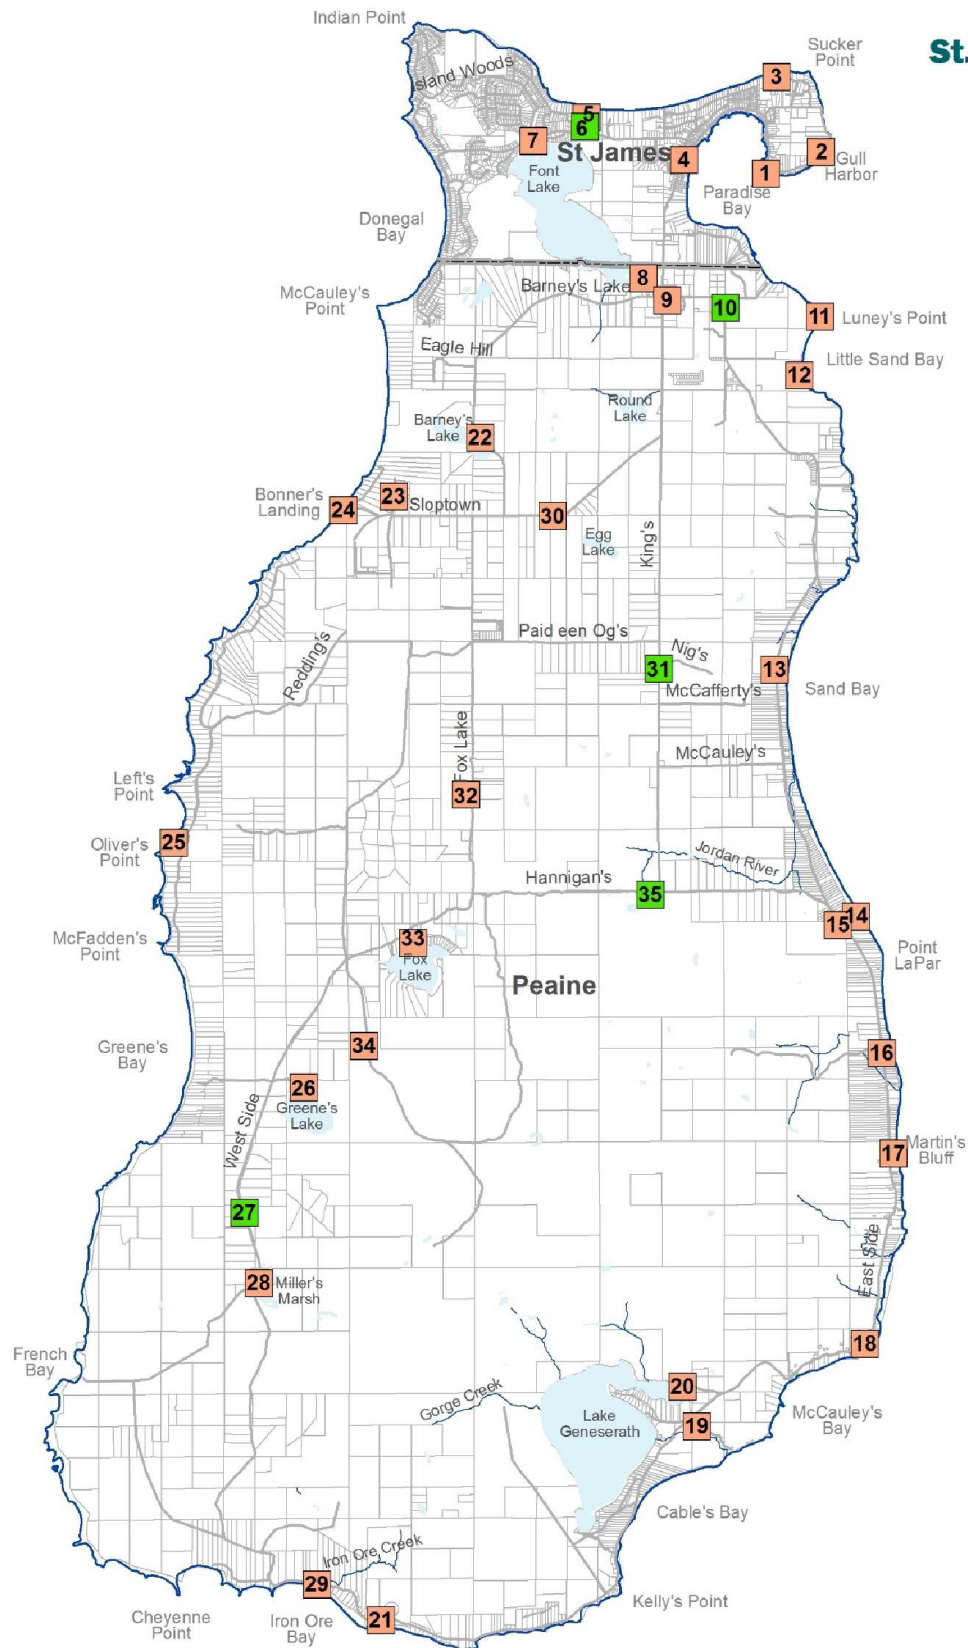 Indian Point
St.
Sucker
Point
3
Island Woods
5
6
7
St James
4
2
Gull
Harbor
1
Font
Lake
Paradise
Bay
Donegal
Bay
8
Barney's Lake
McCauley's
Point
9
10
11
Luney's Point
Eagle Hill
Little Sand Bay
12
Round
Lake
Barney's
Lake
22
Bonner's
Landing
24
23
Sloptown
30
Egg
Lake
King's
Paid een Og's
Redding's
Nig's
31
13
McCafferty's
Sand Bay
Fox Lake
McCauley's
Left's
Point
32
25
Oliver's
Point
Jordan River
Hannigan's
35
14
15
McFadden's
Point
33
Fox
Lake
Point
LaPar
Peaine
Greene's
Bay
34
16
26
Greene's
Lake
West Side
17
Martin's
Bluff
27
East Side
28
Miller's
Marsh
18
French
Bay
20
Gorge Creek
Lake
Geneserath
19
McCauley's
Bay
Cable's Bay
Iron Ore Creek
29
Kelly's Point
21
Cheyenne
Point
Iron Ore
Bay